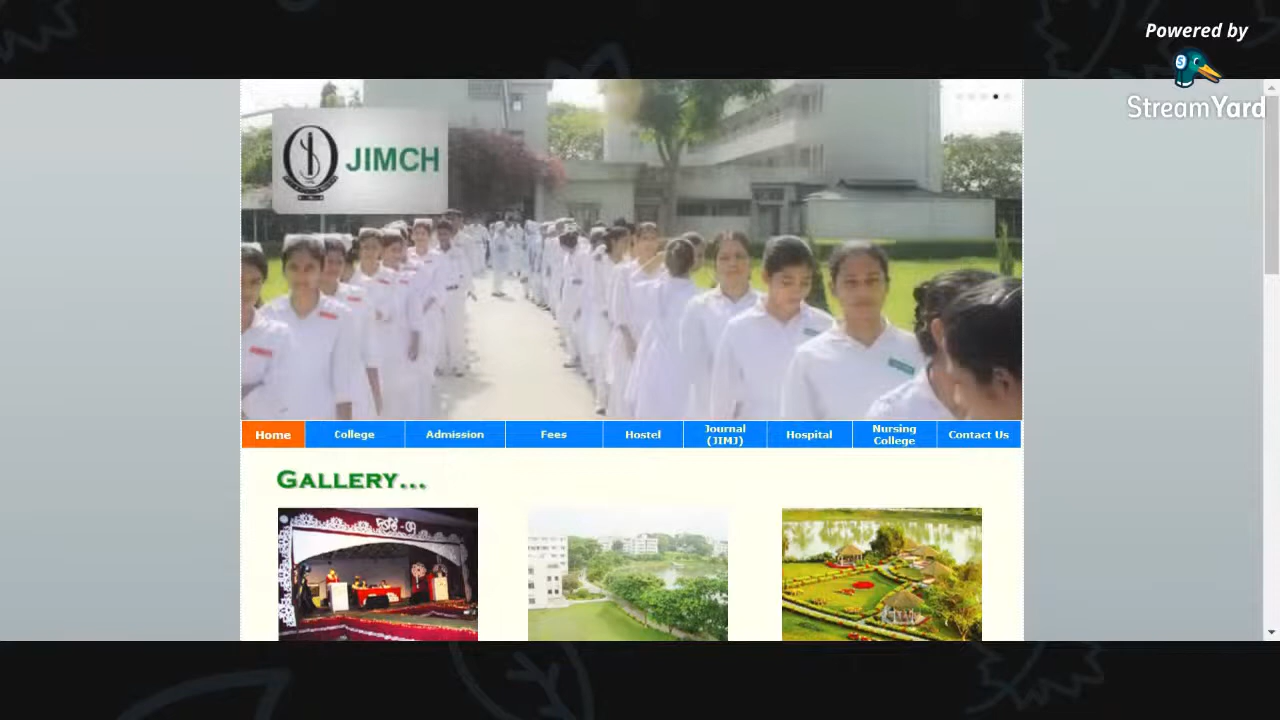 Powered by
StreamYard
JIMCH
Home
College
Admission
Fees
Hostel
Journal
(JIMJ)
Hospital
Nursing
College
Contact Us
GALLERY...